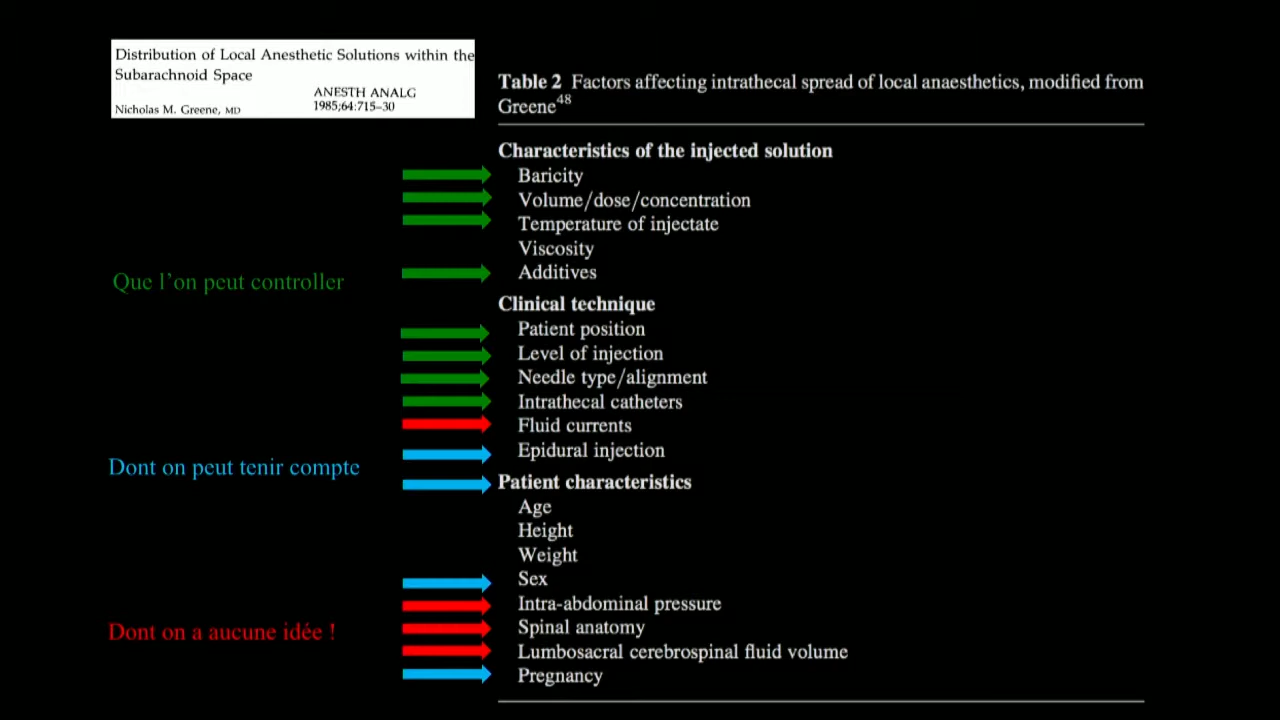 Distribution of Local Anesthetic Solutions within the
Subarachnoid Space
ANESTH ANALG
1985;64:715–30
Nicholas M. Greene, MD
Table 2 Factors affecting intrathecal spread of local anaesthetics, modified from
Greene48
Characteristics of the injected solution
Baricity
Volume/dose/concentration
Temperature of injectate
Viscosity
Additives
Que l'on peut controller
Clinical technique
Patient position
Level of injection
Needle type/alignment
Intrathecal catheters
Fluid currents
Epidural injection
Dont on peut tenir compte
Patient characteristics
Age
Height
Weight
Sex
Intra-abdominal pressure
Spinal anatomy
Dont on a aucune idée !
Lumbosacral cerebrospinal fluid volume
Pregnancy